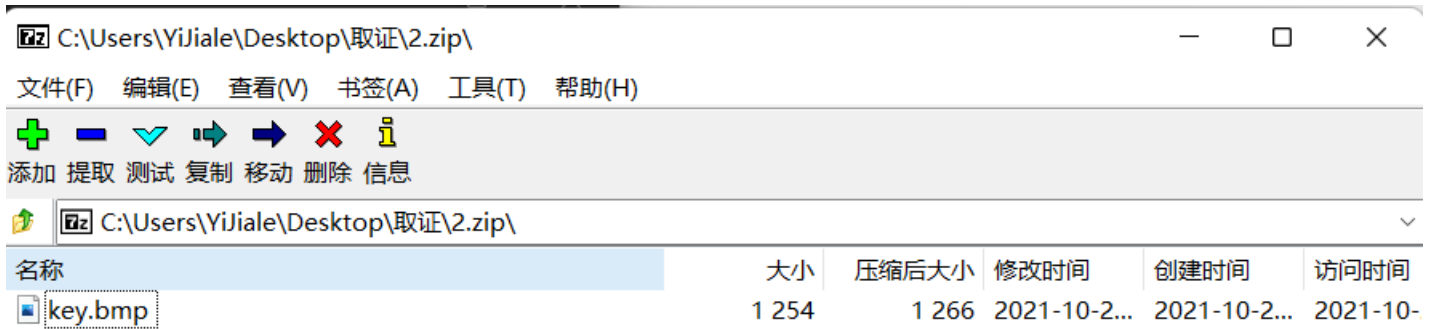 7z C:\Users\YiJiale\Desktop\取证\2.zip\
文件(F) 编辑(E) 查看(V) 书签(A) 工具(T) 帮助(H)
添加 提取 测试 复制 移动 删除 信息
7z C:\Users\YiJiale\Desktop\取证\2.zip\
名称 大小 压缩后大小 修改时间 创建时间 访问时间
key.bmp 1 254 1 266 2021-10-2... 2021-10-2... 2021-10-